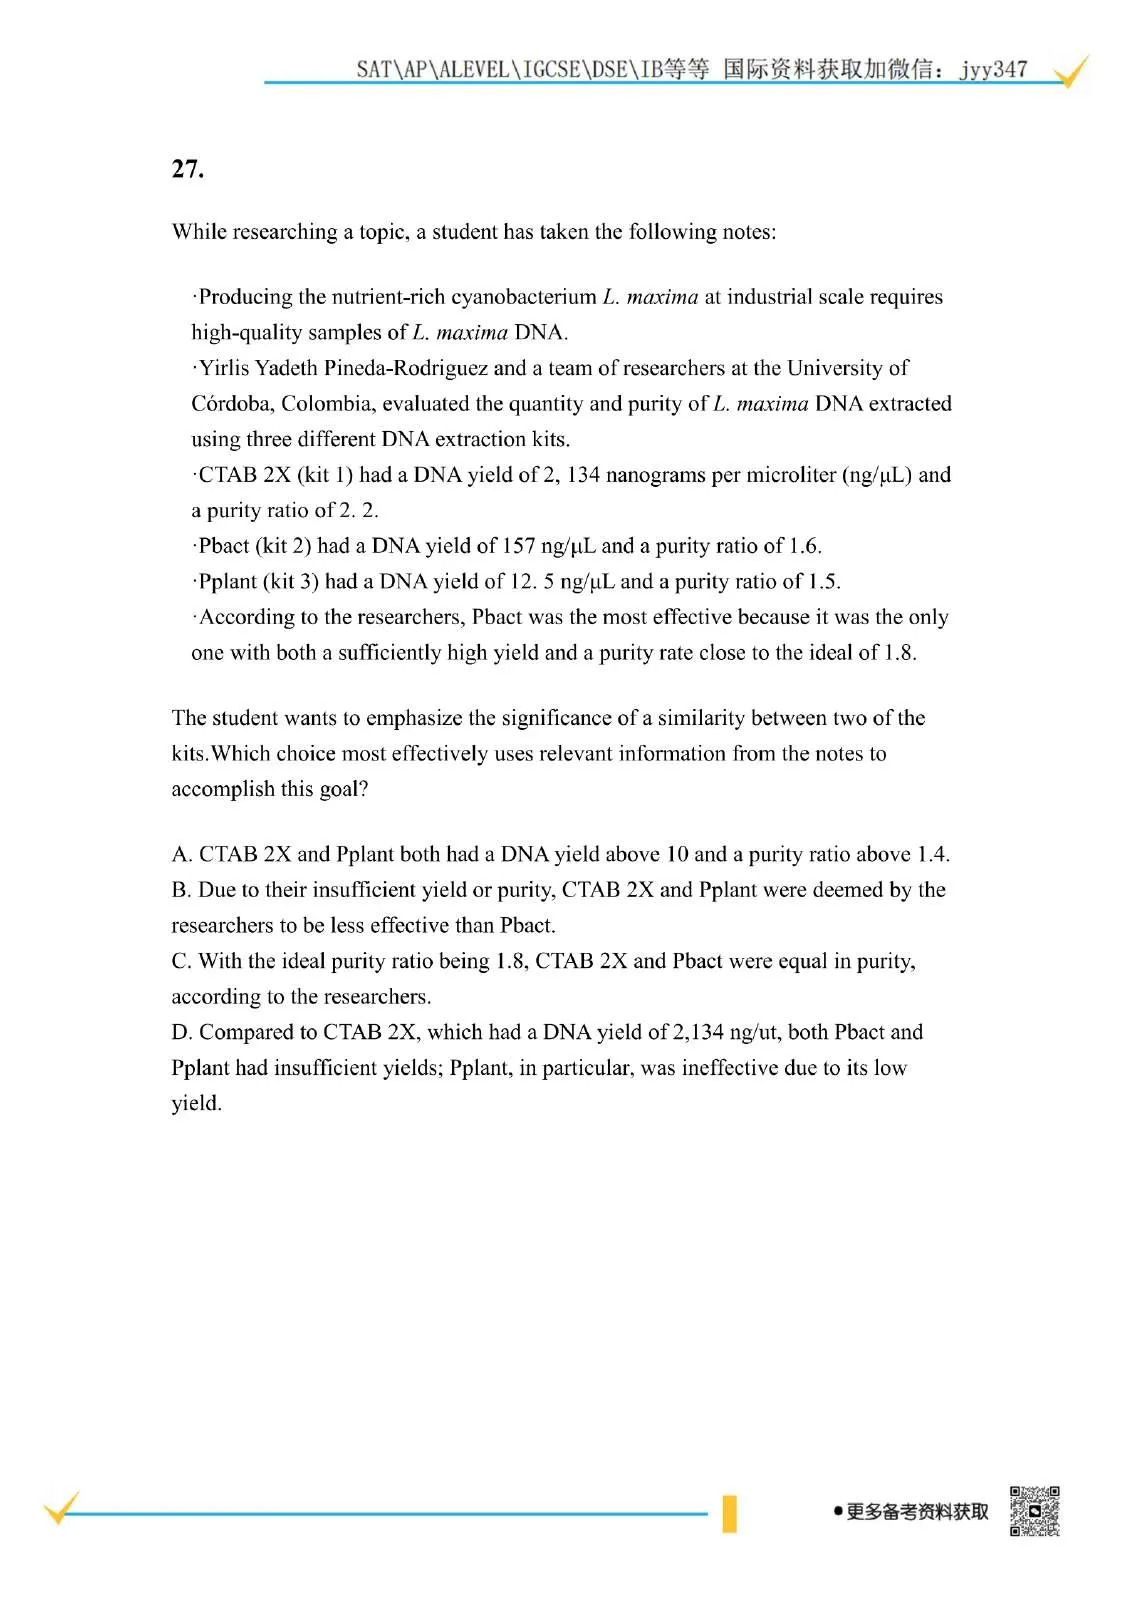 SAT\AP\ALEVEL\IGCSE\DSE\IB等等 国际资料获取加微信：jyy347
27.
While researching a topic, a student has taken the following notes:
·Producing the nutrient-rich cyanobacterium L. maxima at industrial scale requires
high-quality samples of L. maxima DNA.
·Yirlis Yadeth Pineda-Rodriguez and a team of researchers at the University of
Córdoba, Colombia, evaluated the quantity and purity of L. maxima DNA extracted
using three different DNA extraction kits.
·CTAB 2X (kit 1) had a DNA yield of 2, 134 nanograms per microliter (ng/μL) and
a purity ratio of 2. 2.
·Pbact (kit 2) had a DNA yield of 157 ng/μL and a purity ratio of 1.6.
·Pplant (kit 3) had a DNA yield of 12. 5 ng/μL and a purity ratio of 1.5.
·According to the researchers, Pbact was the most effective because it was the only
one with both a sufficiently high yield and a purity rate close to the ideal of 1.8.
The student wants to emphasize the significance of a similarity between two of the
kits.Which choice most effectively uses relevant information from the notes to
accomplish this goal?
A. CTAB 2X and Pplant both had a DNA yield above 10 and a purity ratio above 1.4.
B. Due to their insufficient yield or purity, CTAB 2X and Pplant were deemed by the
researchers to be less effective than Pbact.
C. With the ideal purity ratio being 1.8, CTAB 2X and Pbact were equal in purity,
according to the researchers.
D. Compared to CTAB 2X, which had a DNA yield of 2,134 ng/ut, both Pbact and
Pplant had insufficient yields; Pplant, in particular, was ineffective due to its low
yield.
•更多备考资料获取